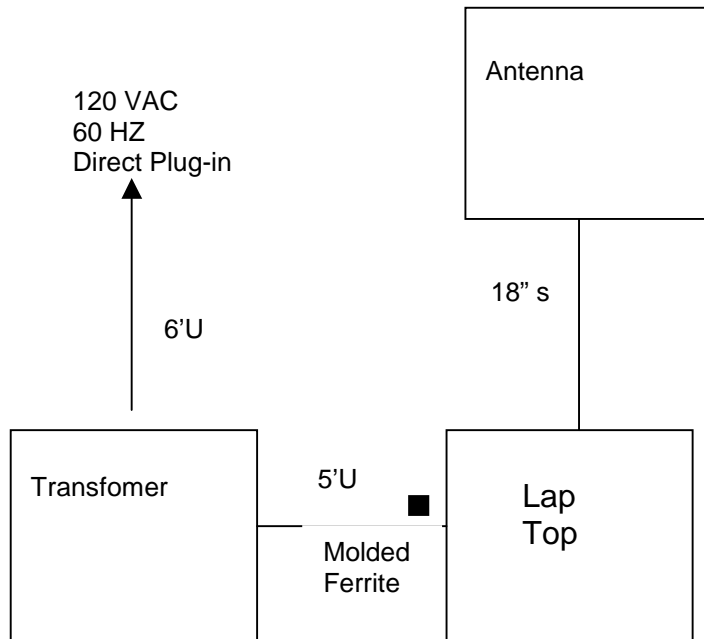 Antenna
120 VAC
60 HZ
Direct Plug-in
18” s
6’U
Transfomer
5’U
Lap
Top
Molded
Ferrite